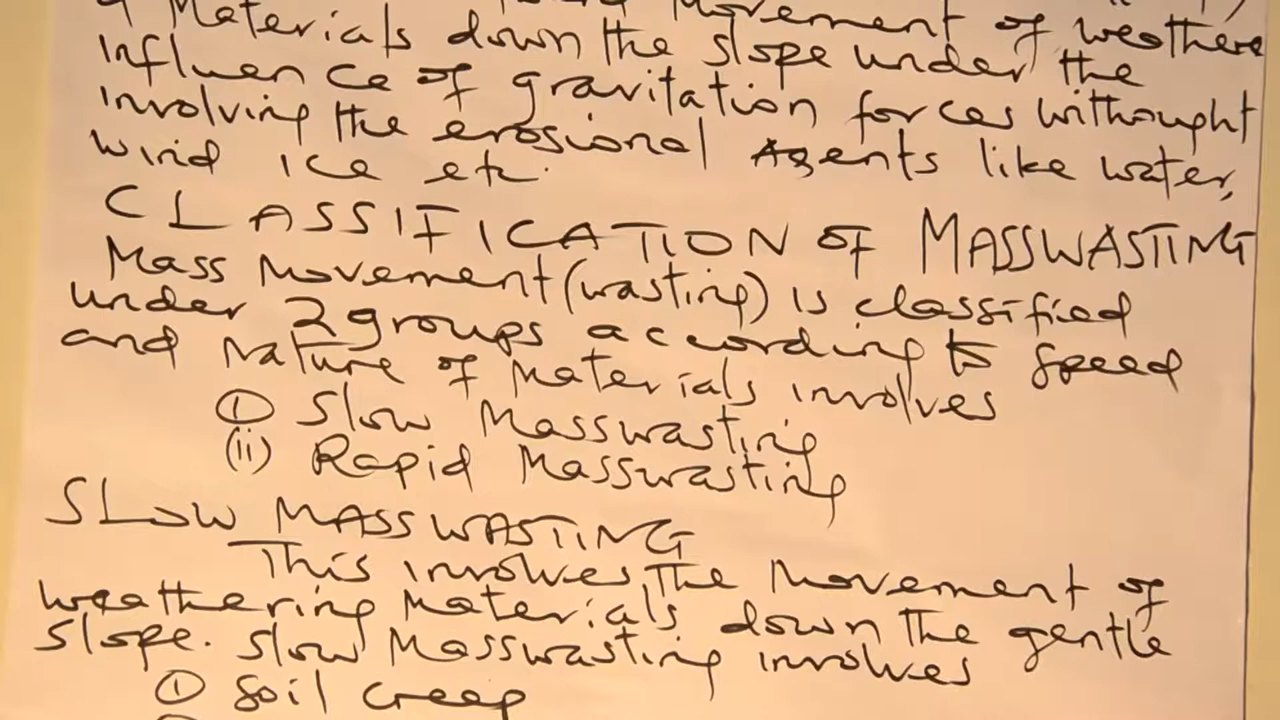 Movement of weathere
Materials down the slope under the
Influence of gravitation forces withought
involving the erosional Agents like water,
wind ice etc.
CLASSIFICATION OF MASSWASTING
Mass Movement (wasting) is classified
under 2 groups according to speed
and Nature of Materials involves
(i) Slow Masswasting
(ii) Rapid Masswasting
SLOW MASSWASTING
This involves The Movement of
weathering Materials down The gentle
slope. Slow Masswasting involves
(i) Soil creep